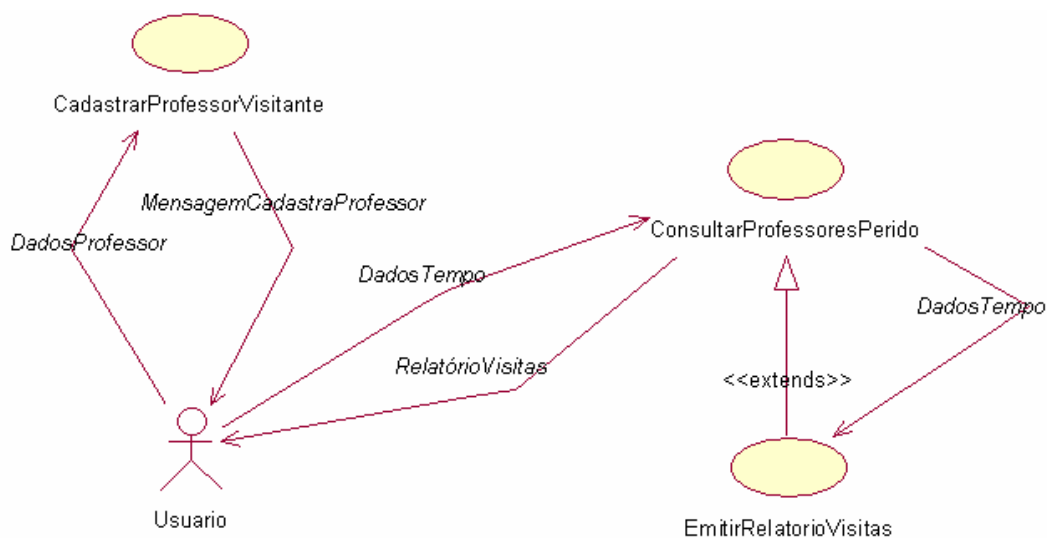 CadastrarProfessorVisitante
MensagemCadastraProfessor
DadosProfessor
ConsultarProfessoresPerido
DadosTempo
DadosTempo
RelatórioVisitas
<<extends>>
Usuario
EmitirRelatorioVisitas